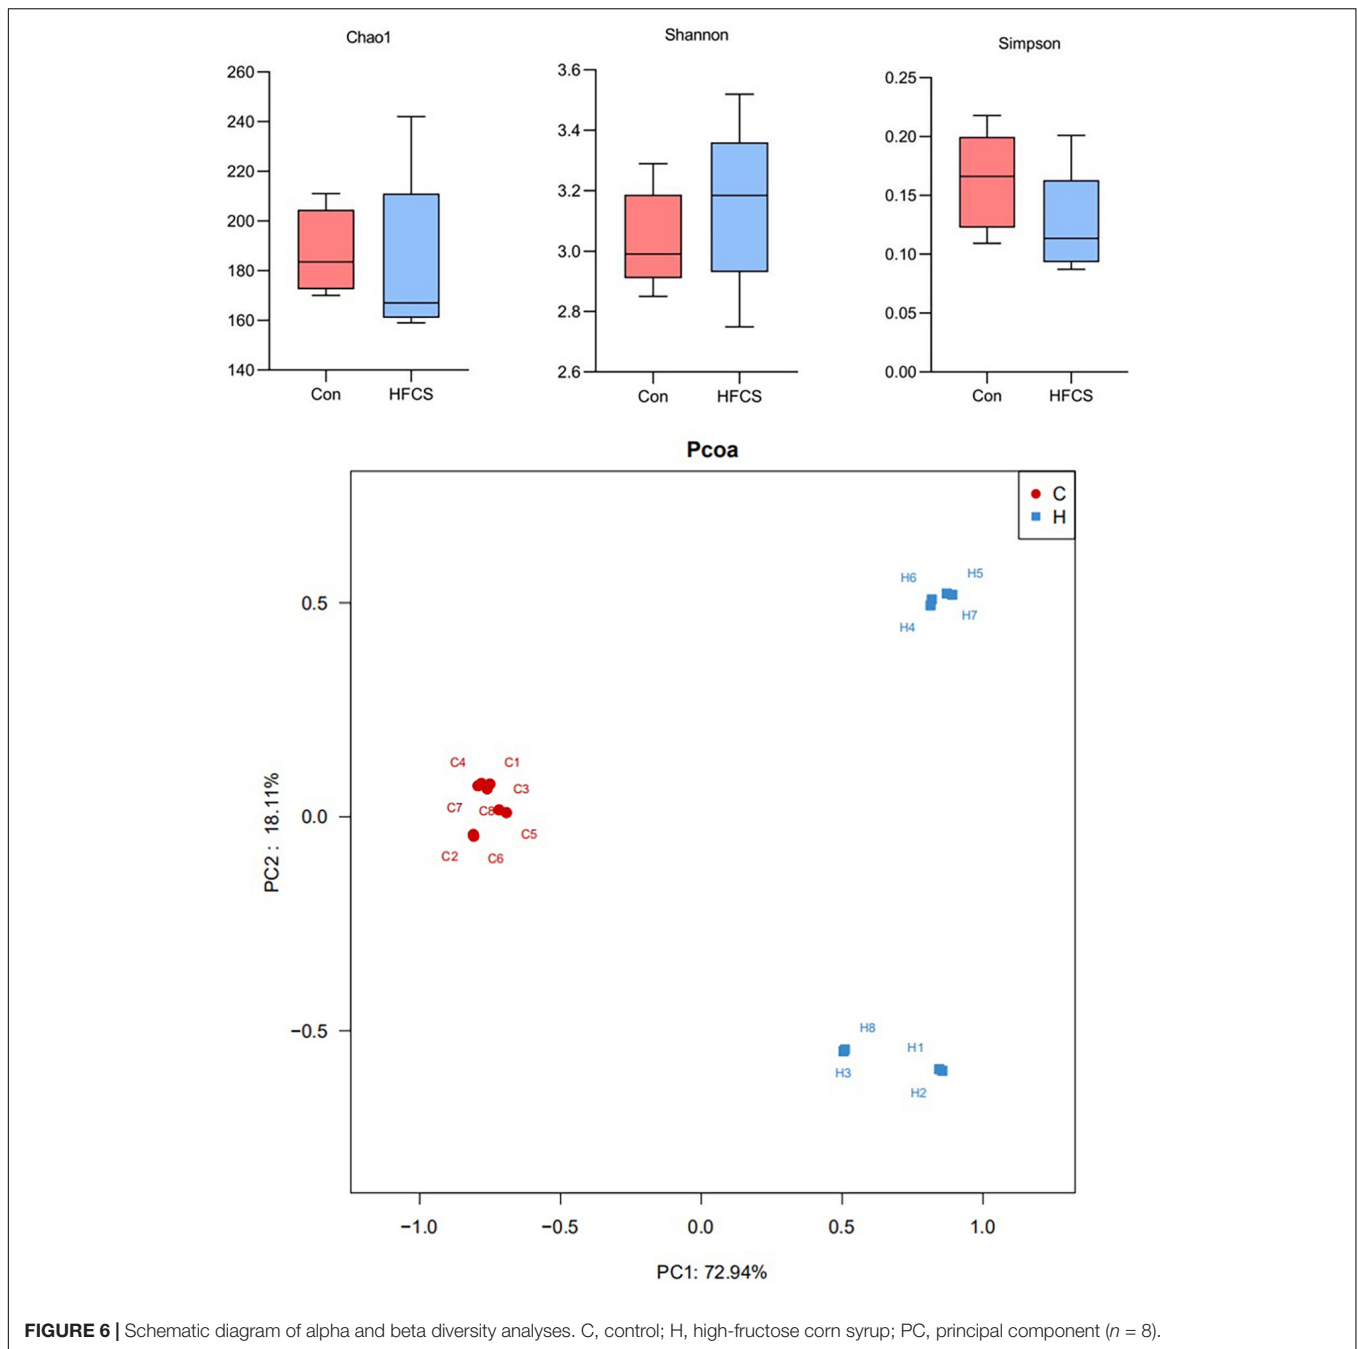 Chao1
260
240
220
200
180
160
140
Con HFCS
Shannon
3.6
3.4
3.2
3.0
2.8
2.6
Con HFCS
Simpson
0.25
0.20
0.15
0.10
0.05
0.00
Con HFCS
Pcoa
C
H
H6 H5
H4 H7
C4 C1
C3
C7 C8
C5
C2 C6
H8
H1
H3
H2
0.5
0.0
−0.5
PC2 : 18.11%
−1.0 −0.5 0.0 0.5 1.0
PC1: 72.94%
FIGURE 6 | Schematic diagram of alpha and beta diversity analyses. C, control; H, high-fructose corn syrup; PC, principal component (n = 8).